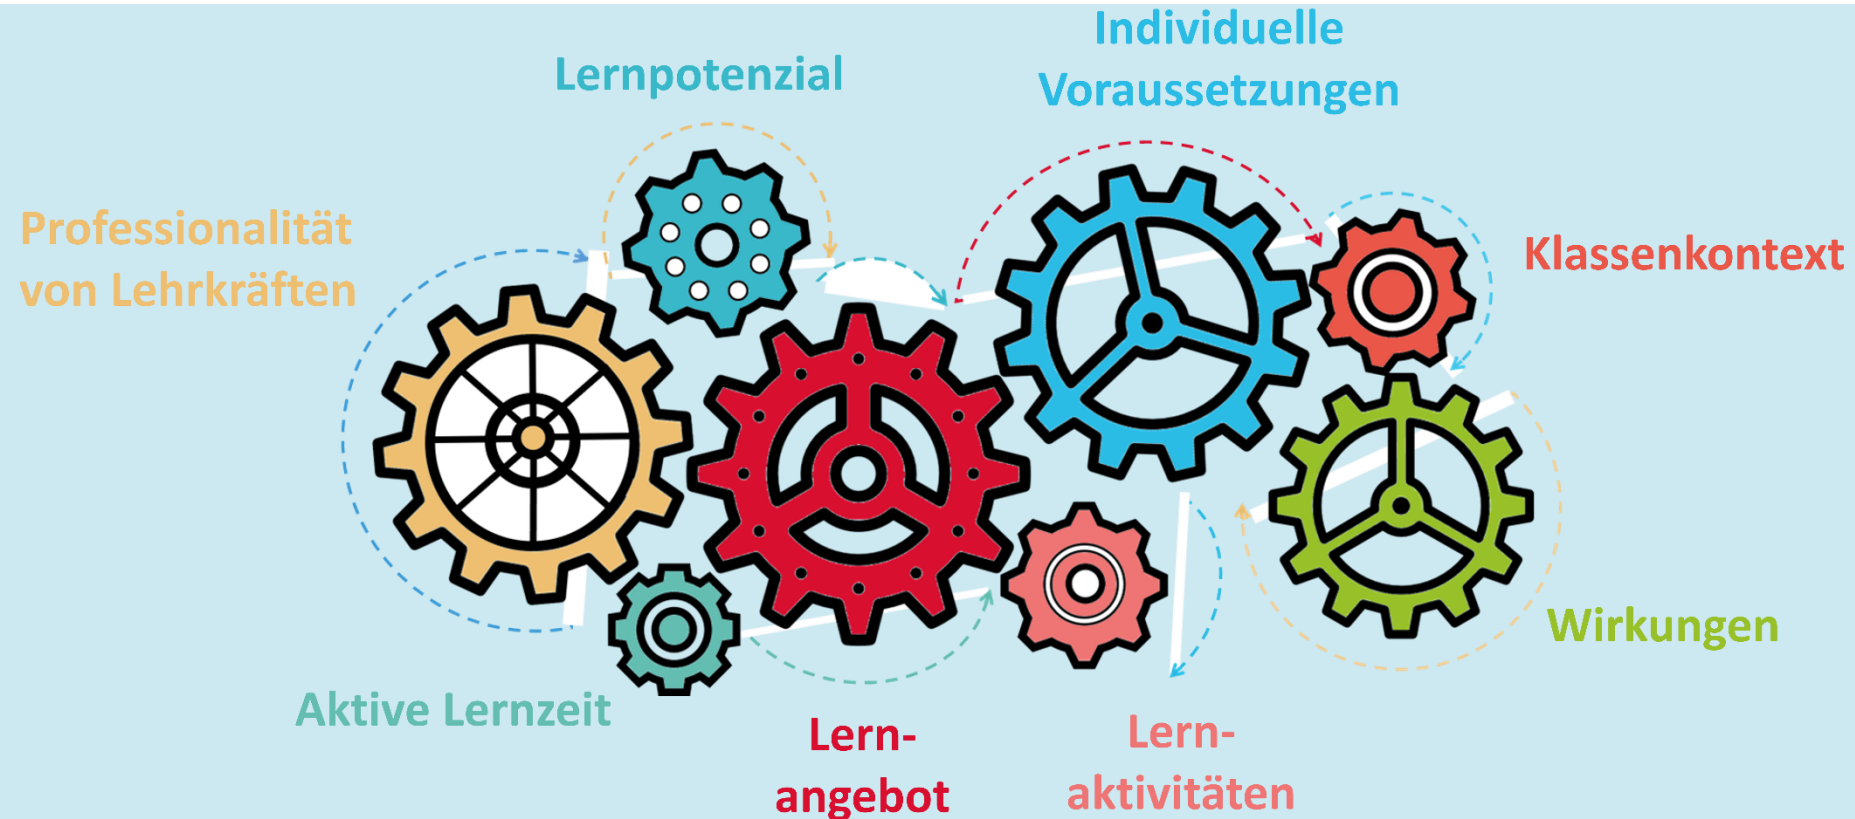 Individuelle
Voraussetzungen
Lernpotenzial
Professionalität
von Lehrkräften
Klassenkontext
Wirkungen
Aktive Lernzeit
Lern-
angebot
Lern-
aktivitäten